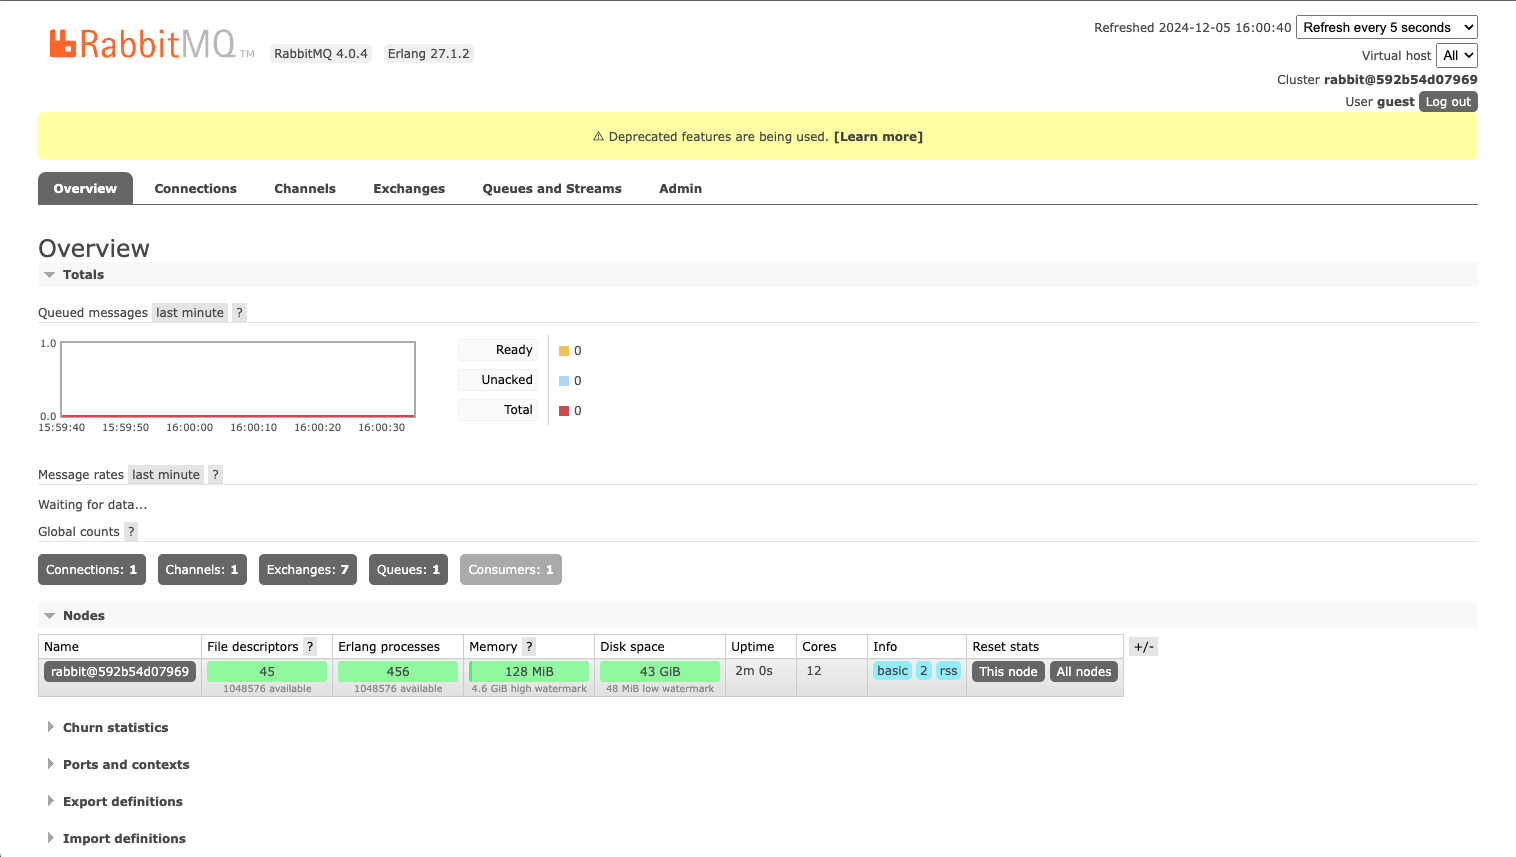 RabbitMQ TM RabbitMQ 4.0.4 Erlang 27.1.2
Refreshed 2024-12-05 16:00:40 Refresh every 5 seconds
Virtual host All
Cluster rabbit@592b54d07969
User guest Log out
⚠ Deprecated features are being used. [Learn more]
Overview Connections Channels Exchanges Queues and Streams Admin
Overview
Totals
Queued messages last minute ?
1.0
0.0
15:59:40 15:59:50 16:00:00 16:00:10 16:00:20 16:00:30
Ready 0
Unacked 0
Total 0
Message rates last minute ?
Waiting for data...
Global counts ?
Connections: 1 Channels: 1 Exchanges: 7 Queues: 1 Consumers: 1
Nodes
Name File descriptors ? Erlang processes Memory ? Disk space Uptime Cores Info Reset stats +/-
rabbit@592b54d07969 45 456 128 MiB 43 GiB 2m 0s 12 basic 2 rss This node All nodes
1048576 available 1048576 available 4.6 GiB high watermark 48 MiB low watermark
Churn statistics
Ports and contexts
Export definitions
Import definitions